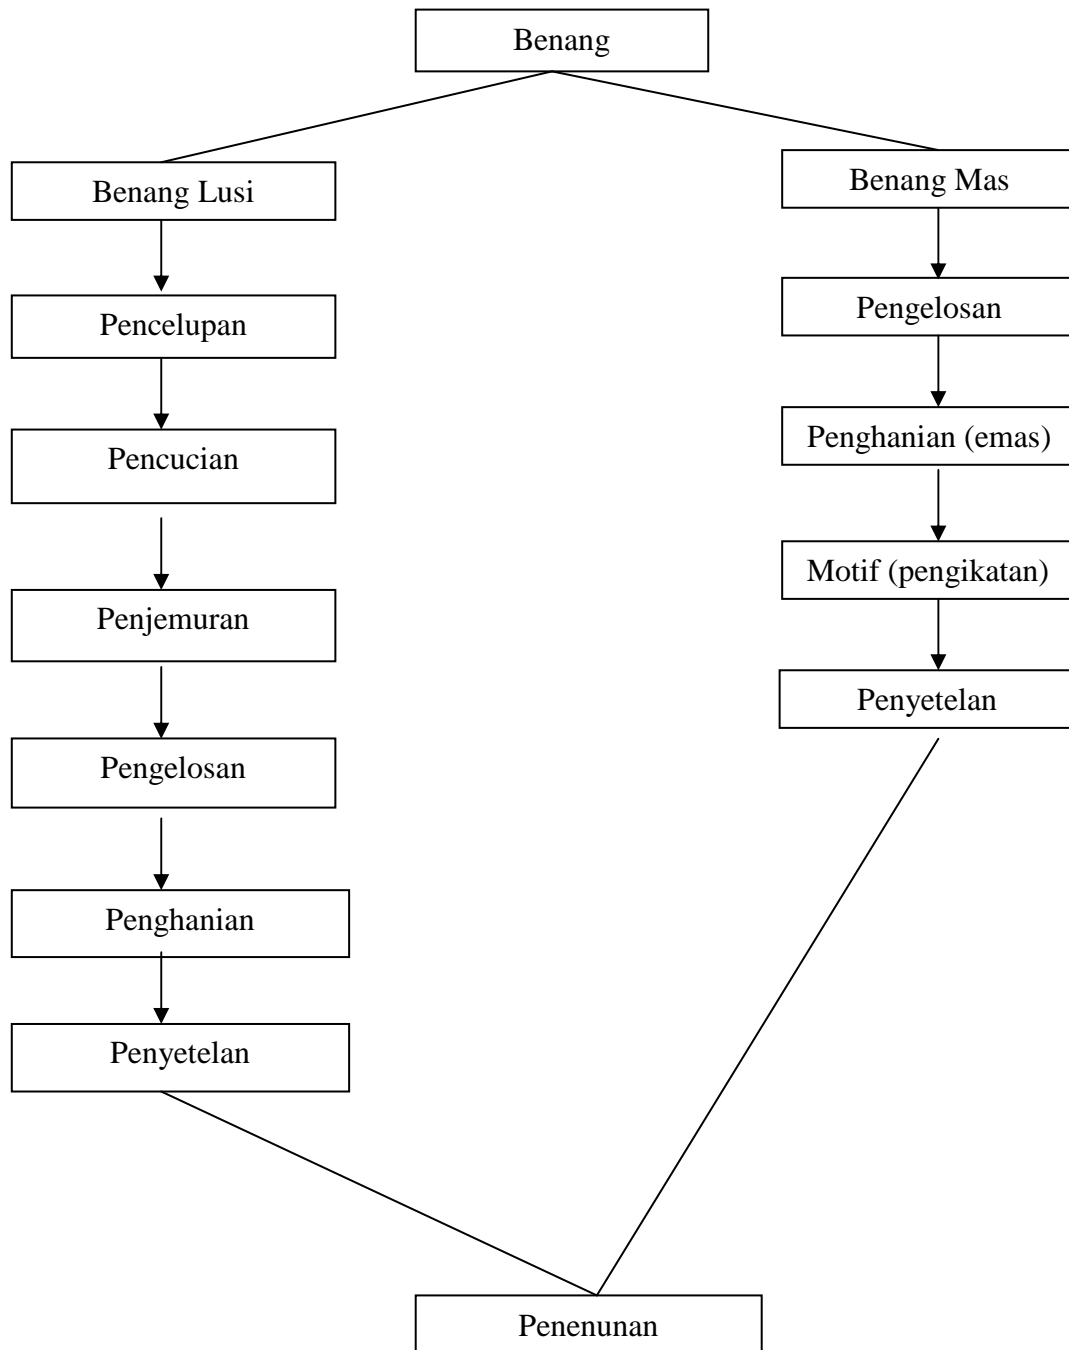 Benang
Benang Lusi
Pencelupan
Pencucian
Penjemuran
Pengelosan
Penghanian
Penyetelan
Benang Mas
Pengelosan
Penghanian (emas)
Motif (pengikatan)
Penyetelan
Penenunan